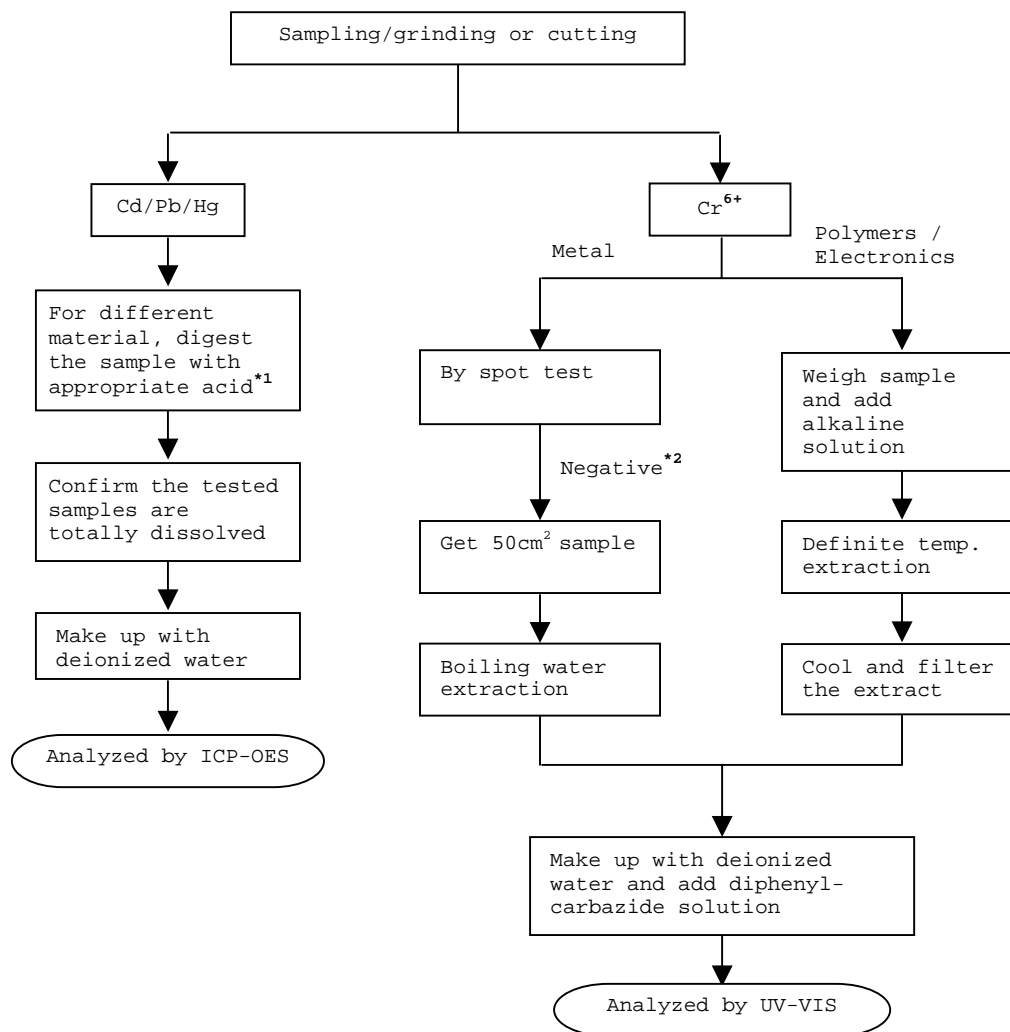 Sampling/grinding or cutting
Cd/Pb/Hg
For different
material, digest
the sample with
appropriate acid*1
Confirm the tested
samples are
totally dissolved
Make up with
deionized water
Analyzed by ICP-OES
Cr6+
Metal
By spot test
Negative*2
Get 50cm2 sample
Boiling water
extraction
Polymers /
Electronics
Weigh sample
and add
alkaline
solution
Definite temp.
extraction
Cool and filter
the extract
Make up with deionized
water and add diphenyl-
carbazide solution
Analyzed by UV-VIS